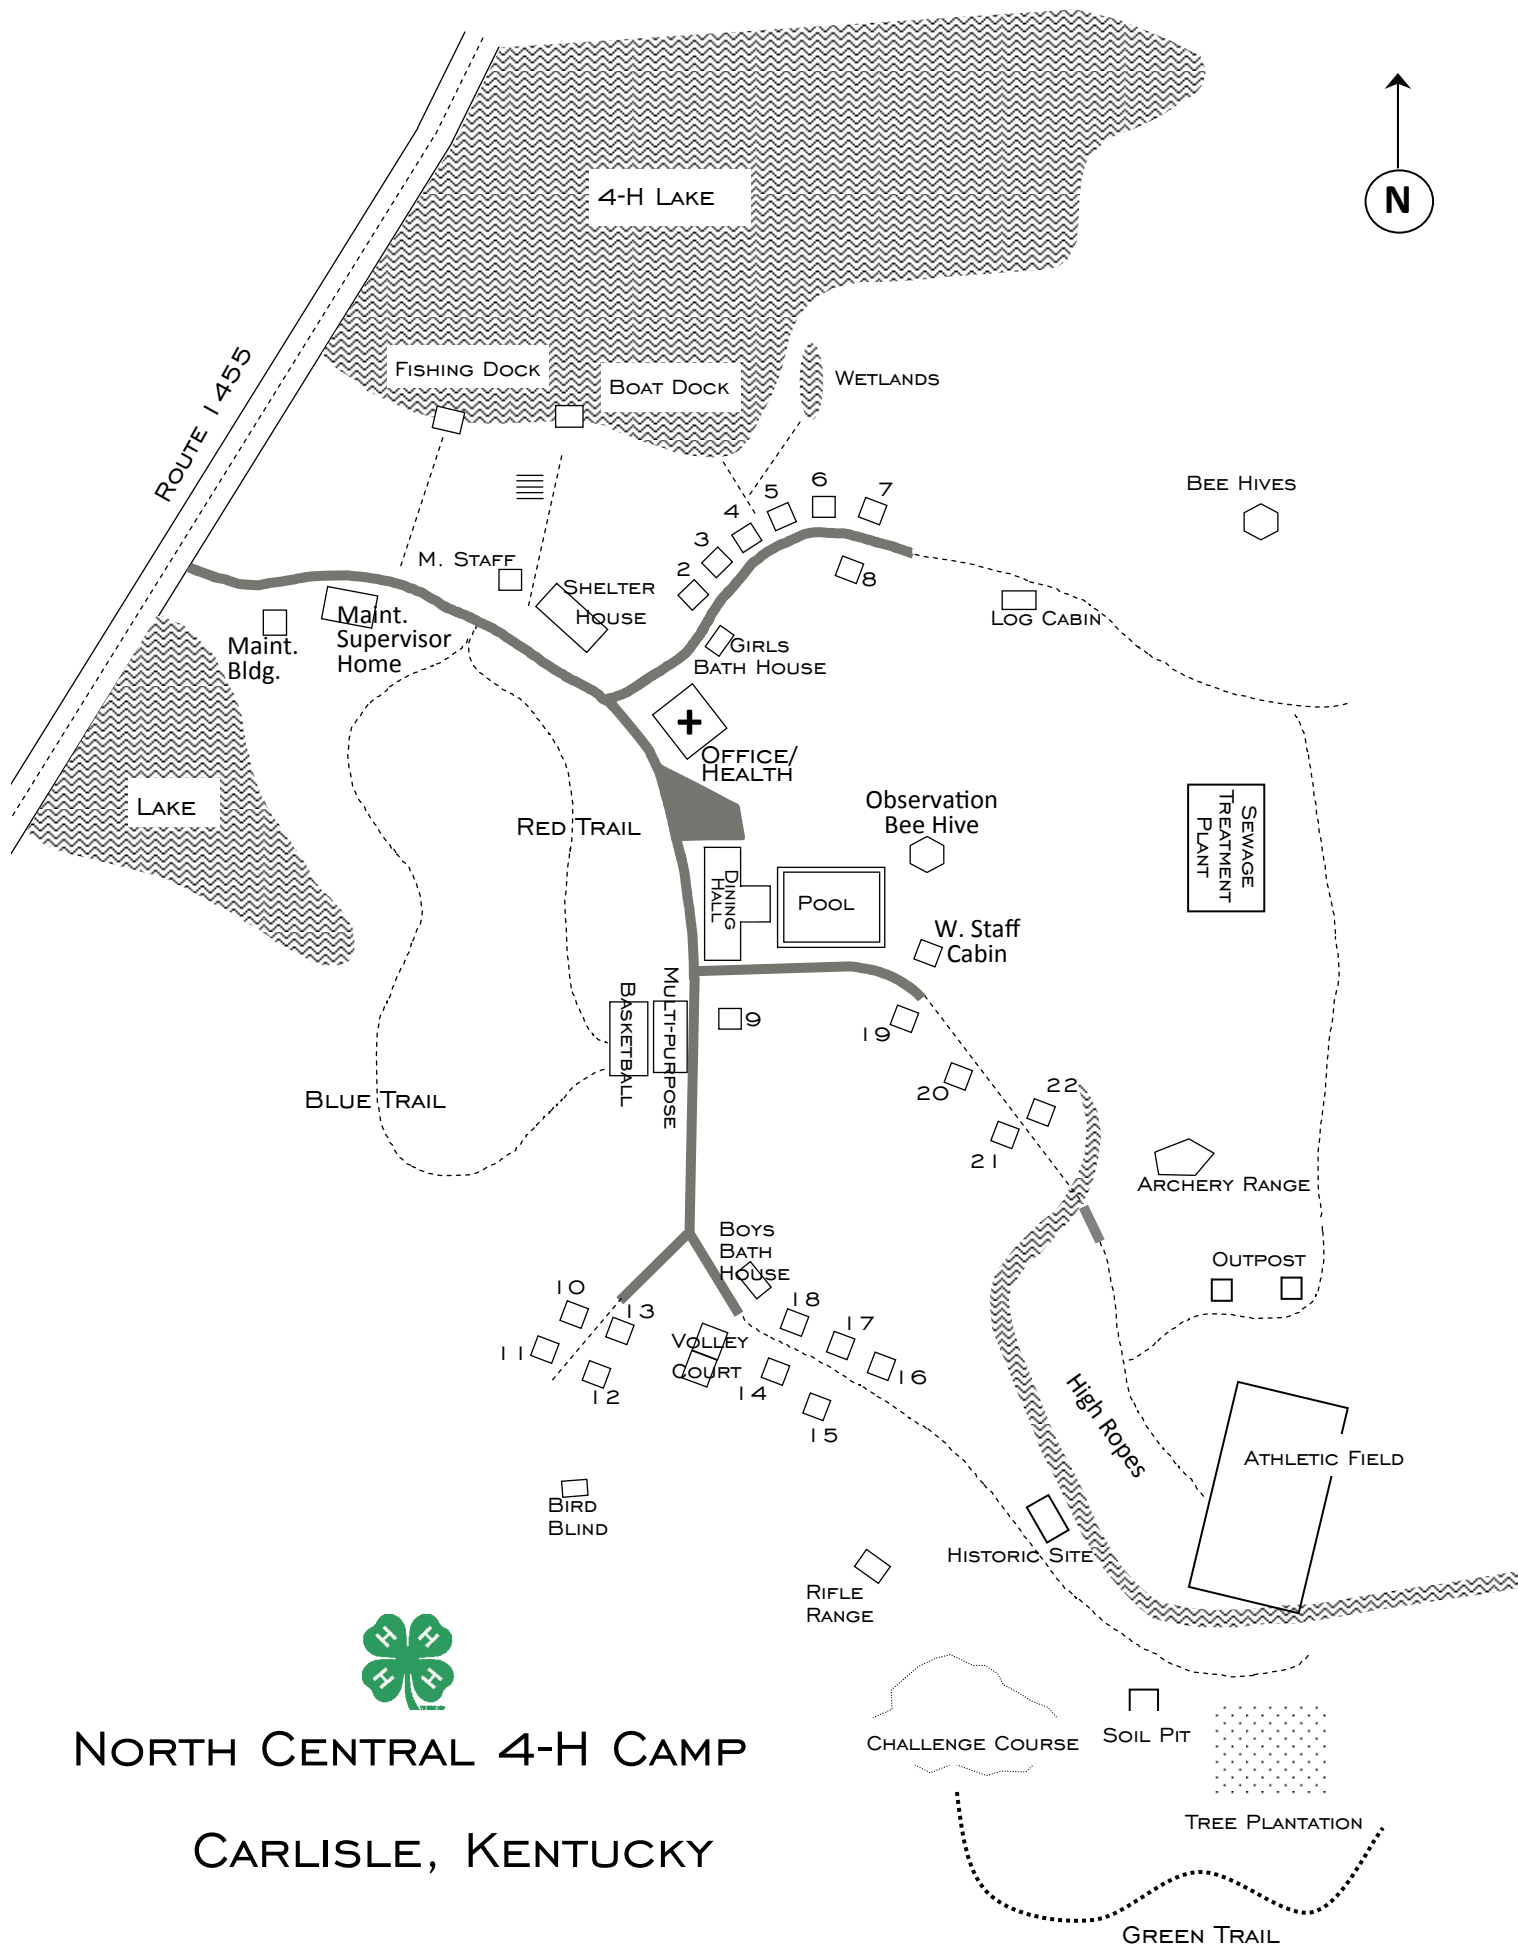 4-H Lake
N
Route 1455
Fishing Dock
Boat Dock
Wetlands
Bee Hives
6
7
5
4
3
2
8
M. Staff
Shelter
House
Log Cabin
Maint.
Bldg.
Maint.
Supervisor
Home
Girls
Bath House
Office/
Health
Lake
Red Trail
Observation
Bee Hive
Sewage
Treatment
Plant
Dining
Hall
Pool
W. Staff
Cabin
Basketball
Multi-purpose
9
19
20
22
21
Blue Trail
Archery Range
Boys
Bath
House
Outpost
10
13
11
12
18
17
16
14
15
Volley
Court
High Ropes
Athletic Field
Bird
Blind
Historic Site
Rifle
Range
H H
H H
North Central 4-H Camp
Carlisle, Kentucky
Challenge Course
Soil Pit
Tree Plantation
Green Trail